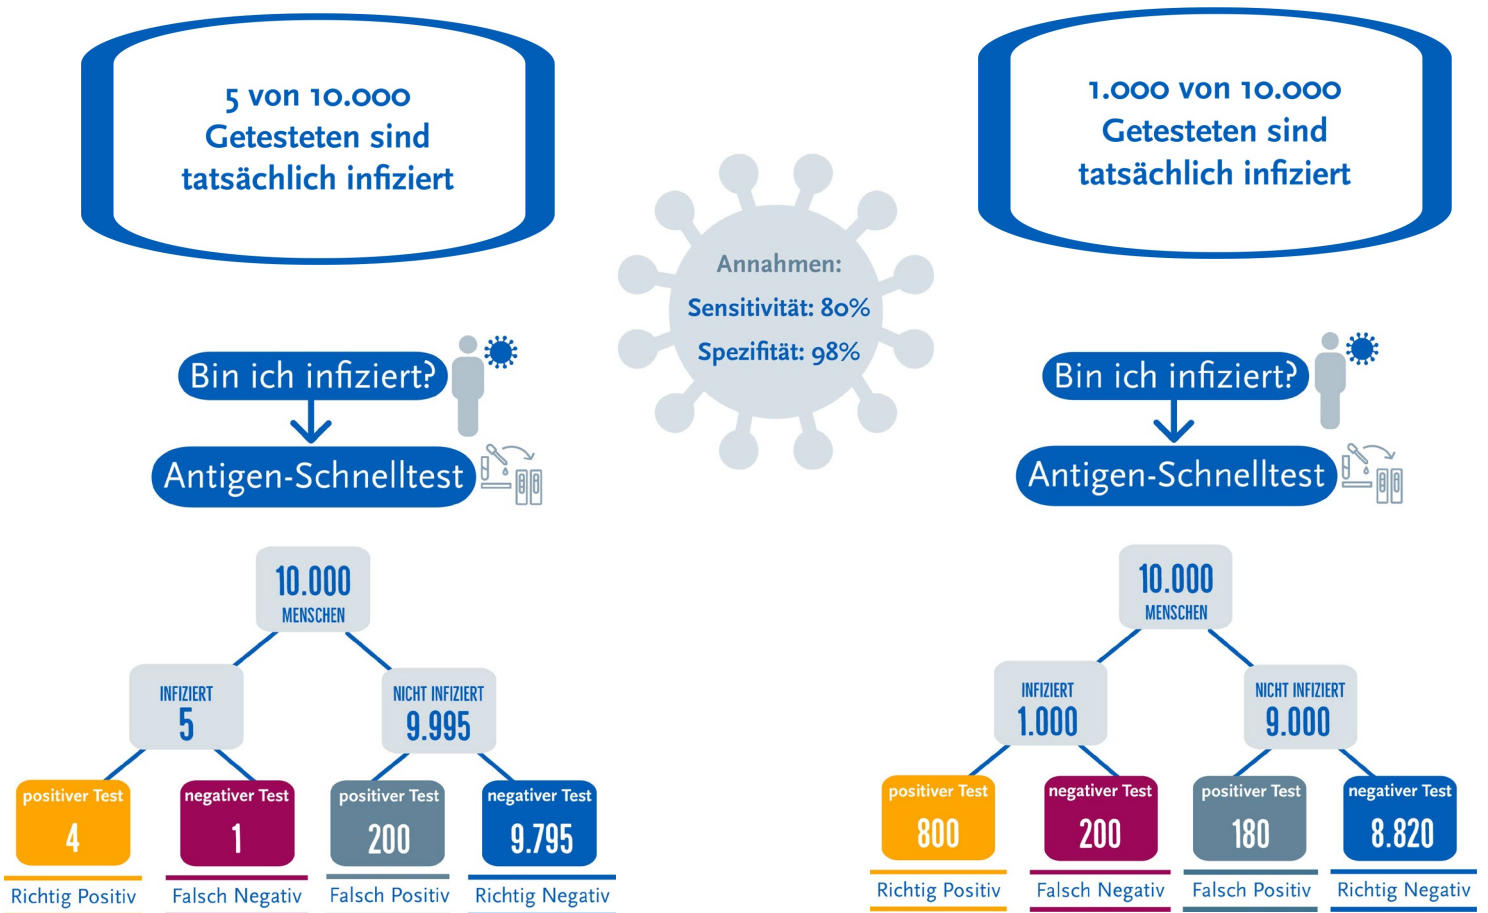 5 von 10.000
Getesteten sind
tatsächlich infiziert
Bin ich infiziert?
Antigen-Schnelltest
10.000
MENSCHEN
INFIZIERT
5
NICHT INFIZIERT
9.995
positiver Test
4
Richtig Positiv
negativer Test
1
Falsch Negativ
positiver Test
200
Falsch Positiv
negativer Test
9.795
Richtig Negativ
Annahmen:
Sensitivität: 80%
Spezifität: 98%
1.000 von 10.000
Getesteten sind
tatsächlich infiziert
Bin ich infiziert?
Antigen-Schnelltest
10.000
MENSCHEN
INFIZIERT
1.000
NICHT INFIZIERT
9.000
positiver Test
800
Richtig Positiv
negativer Test
200
Falsch Negativ
positiver Test
180
Falsch Positiv
negativer Test
8.820
Richtig Negativ